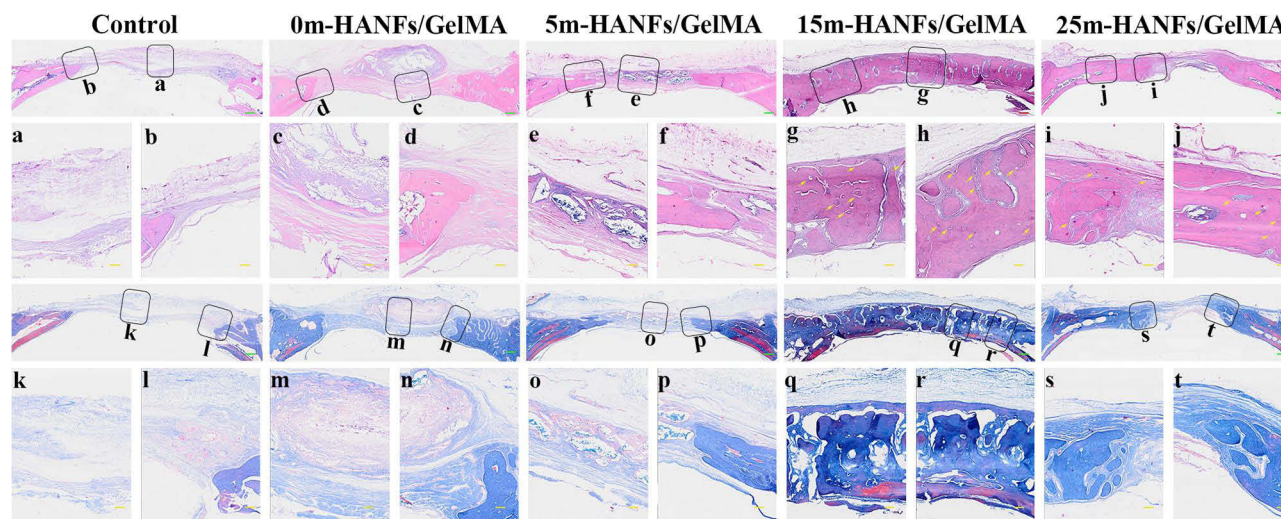 Control 0m-HANFs/GelMA 5m-HANFs/GelMA 15m-HANFs/GelMA 25m-HANFs/GelMA
b a d c f e h g j i
a b c d e f g h i j
k l m n o p q r s t
k l m n o p q r s t